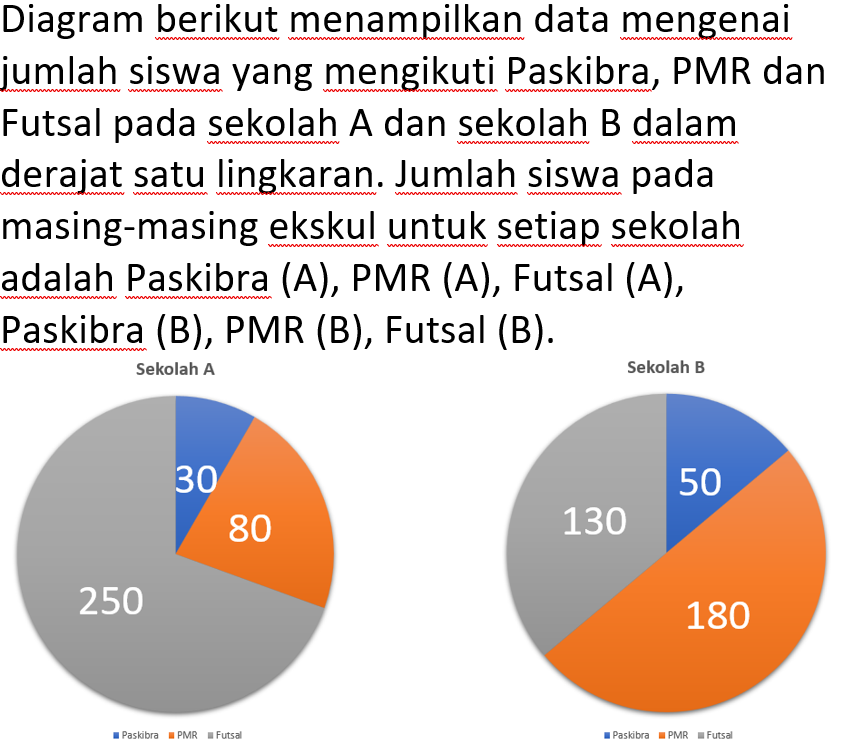 Diagram berikut menampilkan data mengenai
jumlah siswa yang mengikuti Paskibra, PMR dan
Futsal pada sekolah A dan sekolah B dalam
derajat satu lingkaran. Jumlah siswa pada
masing-masing ekskul untuk setiap sekolah
adalah Paskibra (A), PMR (A), Futsal (A),
Paskibra (B), PMR (B), Futsal (B).
Sekolah A
30
80
250
Paskibra PMR Futsal
Sekolah B
50
130
180
Paskibra PMR Futsal